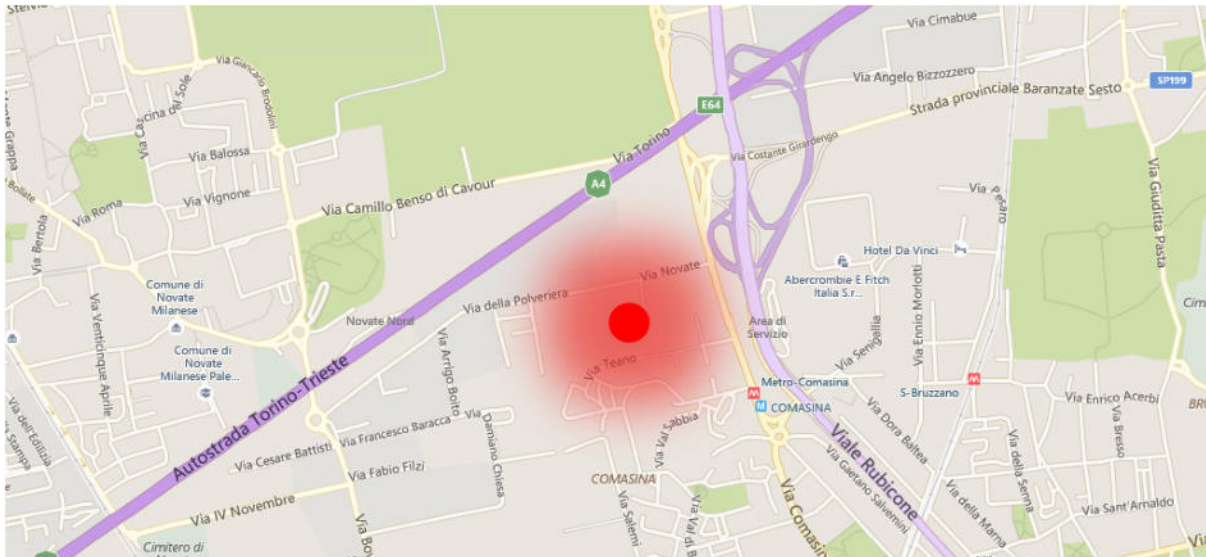 Via Cimabue
Via Giancarlo Brodolini
Via Angelo Bizzozzero
SP199
E64
Strada provinciale Baranzate Sesto
Via Torino
Via Balossa
Via Costante Girardengo
A4
Via Vignone
Via Camillo Benso di Cavour
Via Roma
Via Pesaro
Via Giuditta Pasta
Via Bertola
Hotel Da Vinci
Via Novate
Abercrombie E Fitch
Italia S.r...
Comune di
Novate
Milanese
Via della Polveriera
Via Ennio Morlotti
Via Venticinque Aprile
Novate Nord
Area di
Servizio
Comune di
Novate
Milanese Pale...
Via Arrigo Boito
Via Teano
Via Senigallia
Autostrada Torino-Trieste
Metro-Comasina
M
S-Bruzzano
M
M
COMASINA
Via Enrico Acerbi
Via Val Sabbia
Via Damiano Chiesa
Via Dora Baltea
Via Bresso
Via dell'Edilizia
Via Francesco Baracca
Viale Rubicone
Via Cesare Battisti
Via Fabio Filzi
COMASINA
Via della Senna
Via Gaetano Salvemini
Via IV Novembre
Via Salemi
Via Comasina
Via della Marna
Via Sant'Arnaldo
Cimitero di